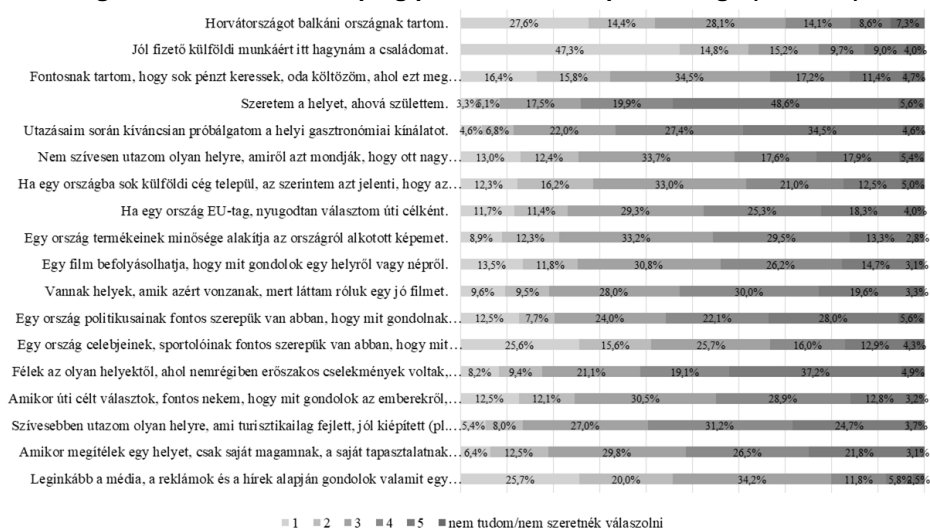 Horvátországot balkáni országnak tartom. 27,6% 14,4% 28,1% 14,1% 8,6% 7,3%
Jól fizető külföldi munkáért itt hagynám a családomat. 47,3% 14,8% 15,2% 9,7% 9,0% 4,0%
Fontosnak tartom, hogy sok pénzt keressek, oda költözöm, ahol ezt meg… 16,4% 15,8% 34,5% 17,2% 11,4% 4,7%
Szeretem a helyet, ahová születtem. 3,3% 5,1% 17,5% 19,9% 48,6% 5,6%
Utazásaim során kíváncsian próbálgatom a helyi gasztronómiai kínálatot. 4,6% 6,8% 22,0% 27,4% 34,5% 4,6%
Nem szívesen utazom olyan helyre, amiről azt mondják, hogy ott nagy… 13,0% 12,4% 33,7% 17,6% 17,9% 5,4%
Ha egy országba sok külföldi cég települ, az szerintem azt jelenti, hogy az… 12,3% 16,2% 33,0% 21,0% 12,5% 5,0%
Ha egy ország EU-tag, nyugodtan választom úti célként. 11,7% 11,4% 29,3% 25,3% 18,3% 4,0%
Egy ország termékeinek minősége alakítja az országról alkotott képemet. 8,9% 12,3% 33,2% 29,5% 13,3% 2,8%
Egy film befolyásolhatja, hogy mit gondolok egy helyről vagy népről. 13,5% 11,8% 30,8% 26,2% 14,7% 3,1%
Vannak helyek, amik azért vonzanak, mert láttam róluk egy jó filmet. 9,6% 9,5% 28,0% 30,0% 19,6% 3,3%
Egy ország politikusainak fontos szerepük van abban, hogy mit gondolnak… 12,5% 7,7% 24,0% 22,1% 28,0% 5,6%
Egy ország celebjeinek, sportolóinak fontos szerepük van abban, hogy mit… 25,6% 15,6% 25,7% 16,0% 12,9% 4,3%
Félek az olyan helyektől, ahol nemrégiben erőszakos cselekmények voltak,… 8,2% 9,4% 21,1% 19,1% 37,2% 4,9%
Amikor úti célt választok, fontos nekem, hogy mit gondolok az emberekről,… 12,5% 12,1% 30,5% 28,9% 12,8% 3,2%
Szívesebben utazom olyan helyre, ami turisztikailag fejlett, jól kiépített (pl.… 5,4% 8,0% 27,0% 31,2% 24,7% 3,7%
Amikor megítélek egy helyet, csak saját magamnak, a saját tapasztalatnak… 6,4% 12,5% 29,8% 26,5% 21,8% 3,1%
Leginkább a média, a reklámok és a hírek alapján gondolok valamit egy… 25,7% 20,0% 34,2% 11,8% 5,8% 2,5%
1 2 3 4 5 nem tudom/nem szeretnék válaszolni